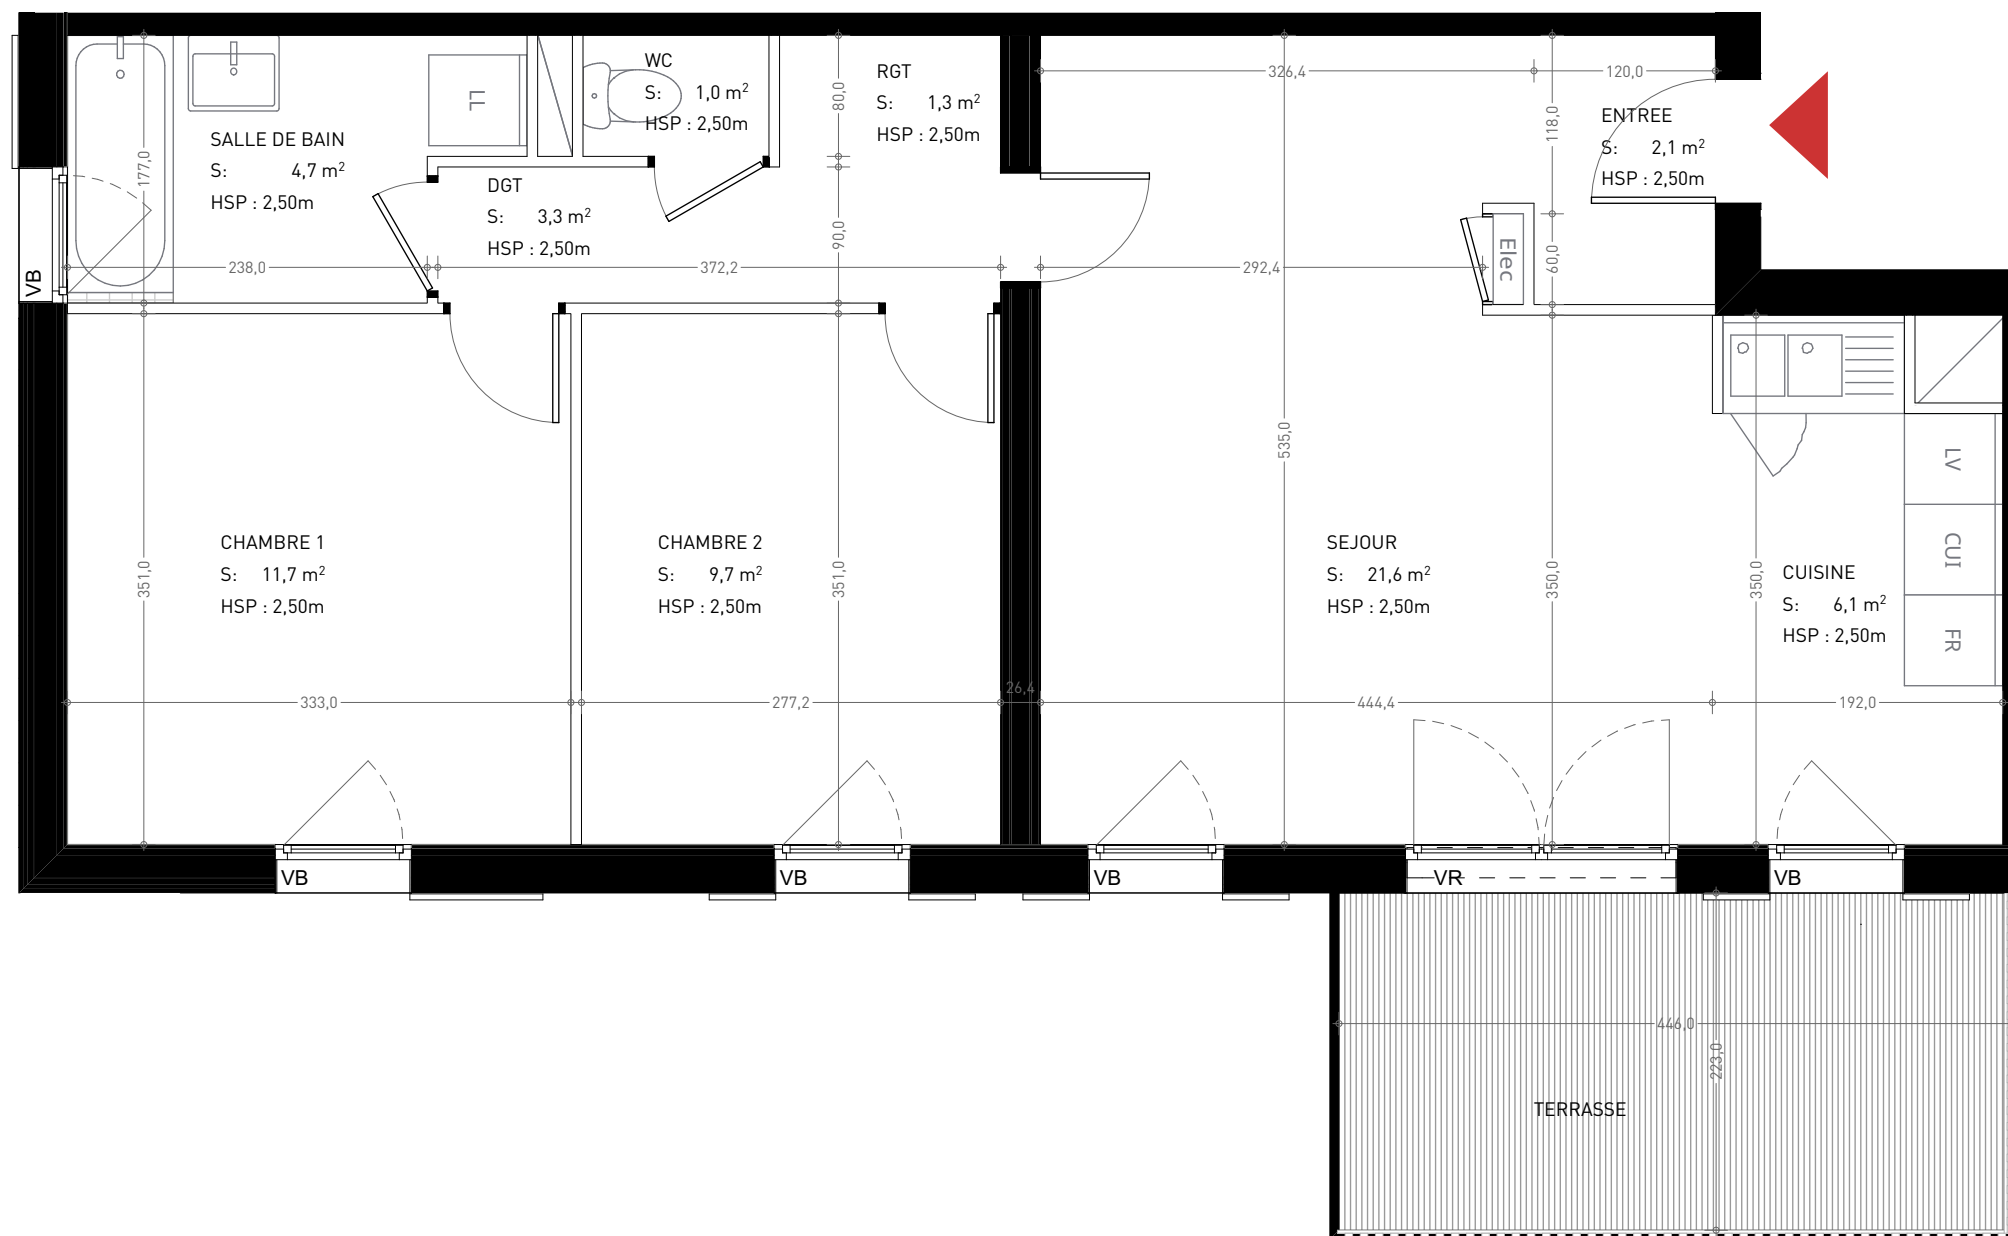 WC
S: 1,0 m²
HSP : 2,50m
RGT
S: 1,3 m²
HSP : 2,50m
326,4
120,0
80,0
118,0
ENTREE
S: 2,1 m²
HSP : 2,50m
LL
SALLE DE BAIN
S: 4,7 m²
HSP : 2,50m
177,0
DGT
S: 3,3 m²
HSP : 2,50m
90,0
Elec
60,0
VB
238,0
372,2
292,4
535,0
LV
CHAMBRE 1
S: 11,7 m²
HSP : 2,50m
351,0
CHAMBRE 2
S: 9,7 m²
HSP : 2,50m
351,0
SEJOUR
S: 21,6 m²
HSP : 2,50m
350,0
350,0
CUISINE
S: 6,1 m²
HSP : 2,50m
CUI
FR
333,0
277,2
26,4
444,4
192,0
VB
VB
VB
VR
VB
446,0
223,0
TERRASSE